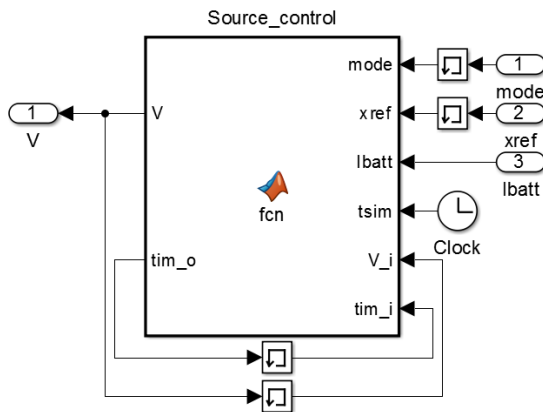 Source_control
mode
1
mode
xref
2
xref
1
V
V
Ibatt
3
Ibatt
tsim
Clock
fcn
tim_o
V_i
tim_i